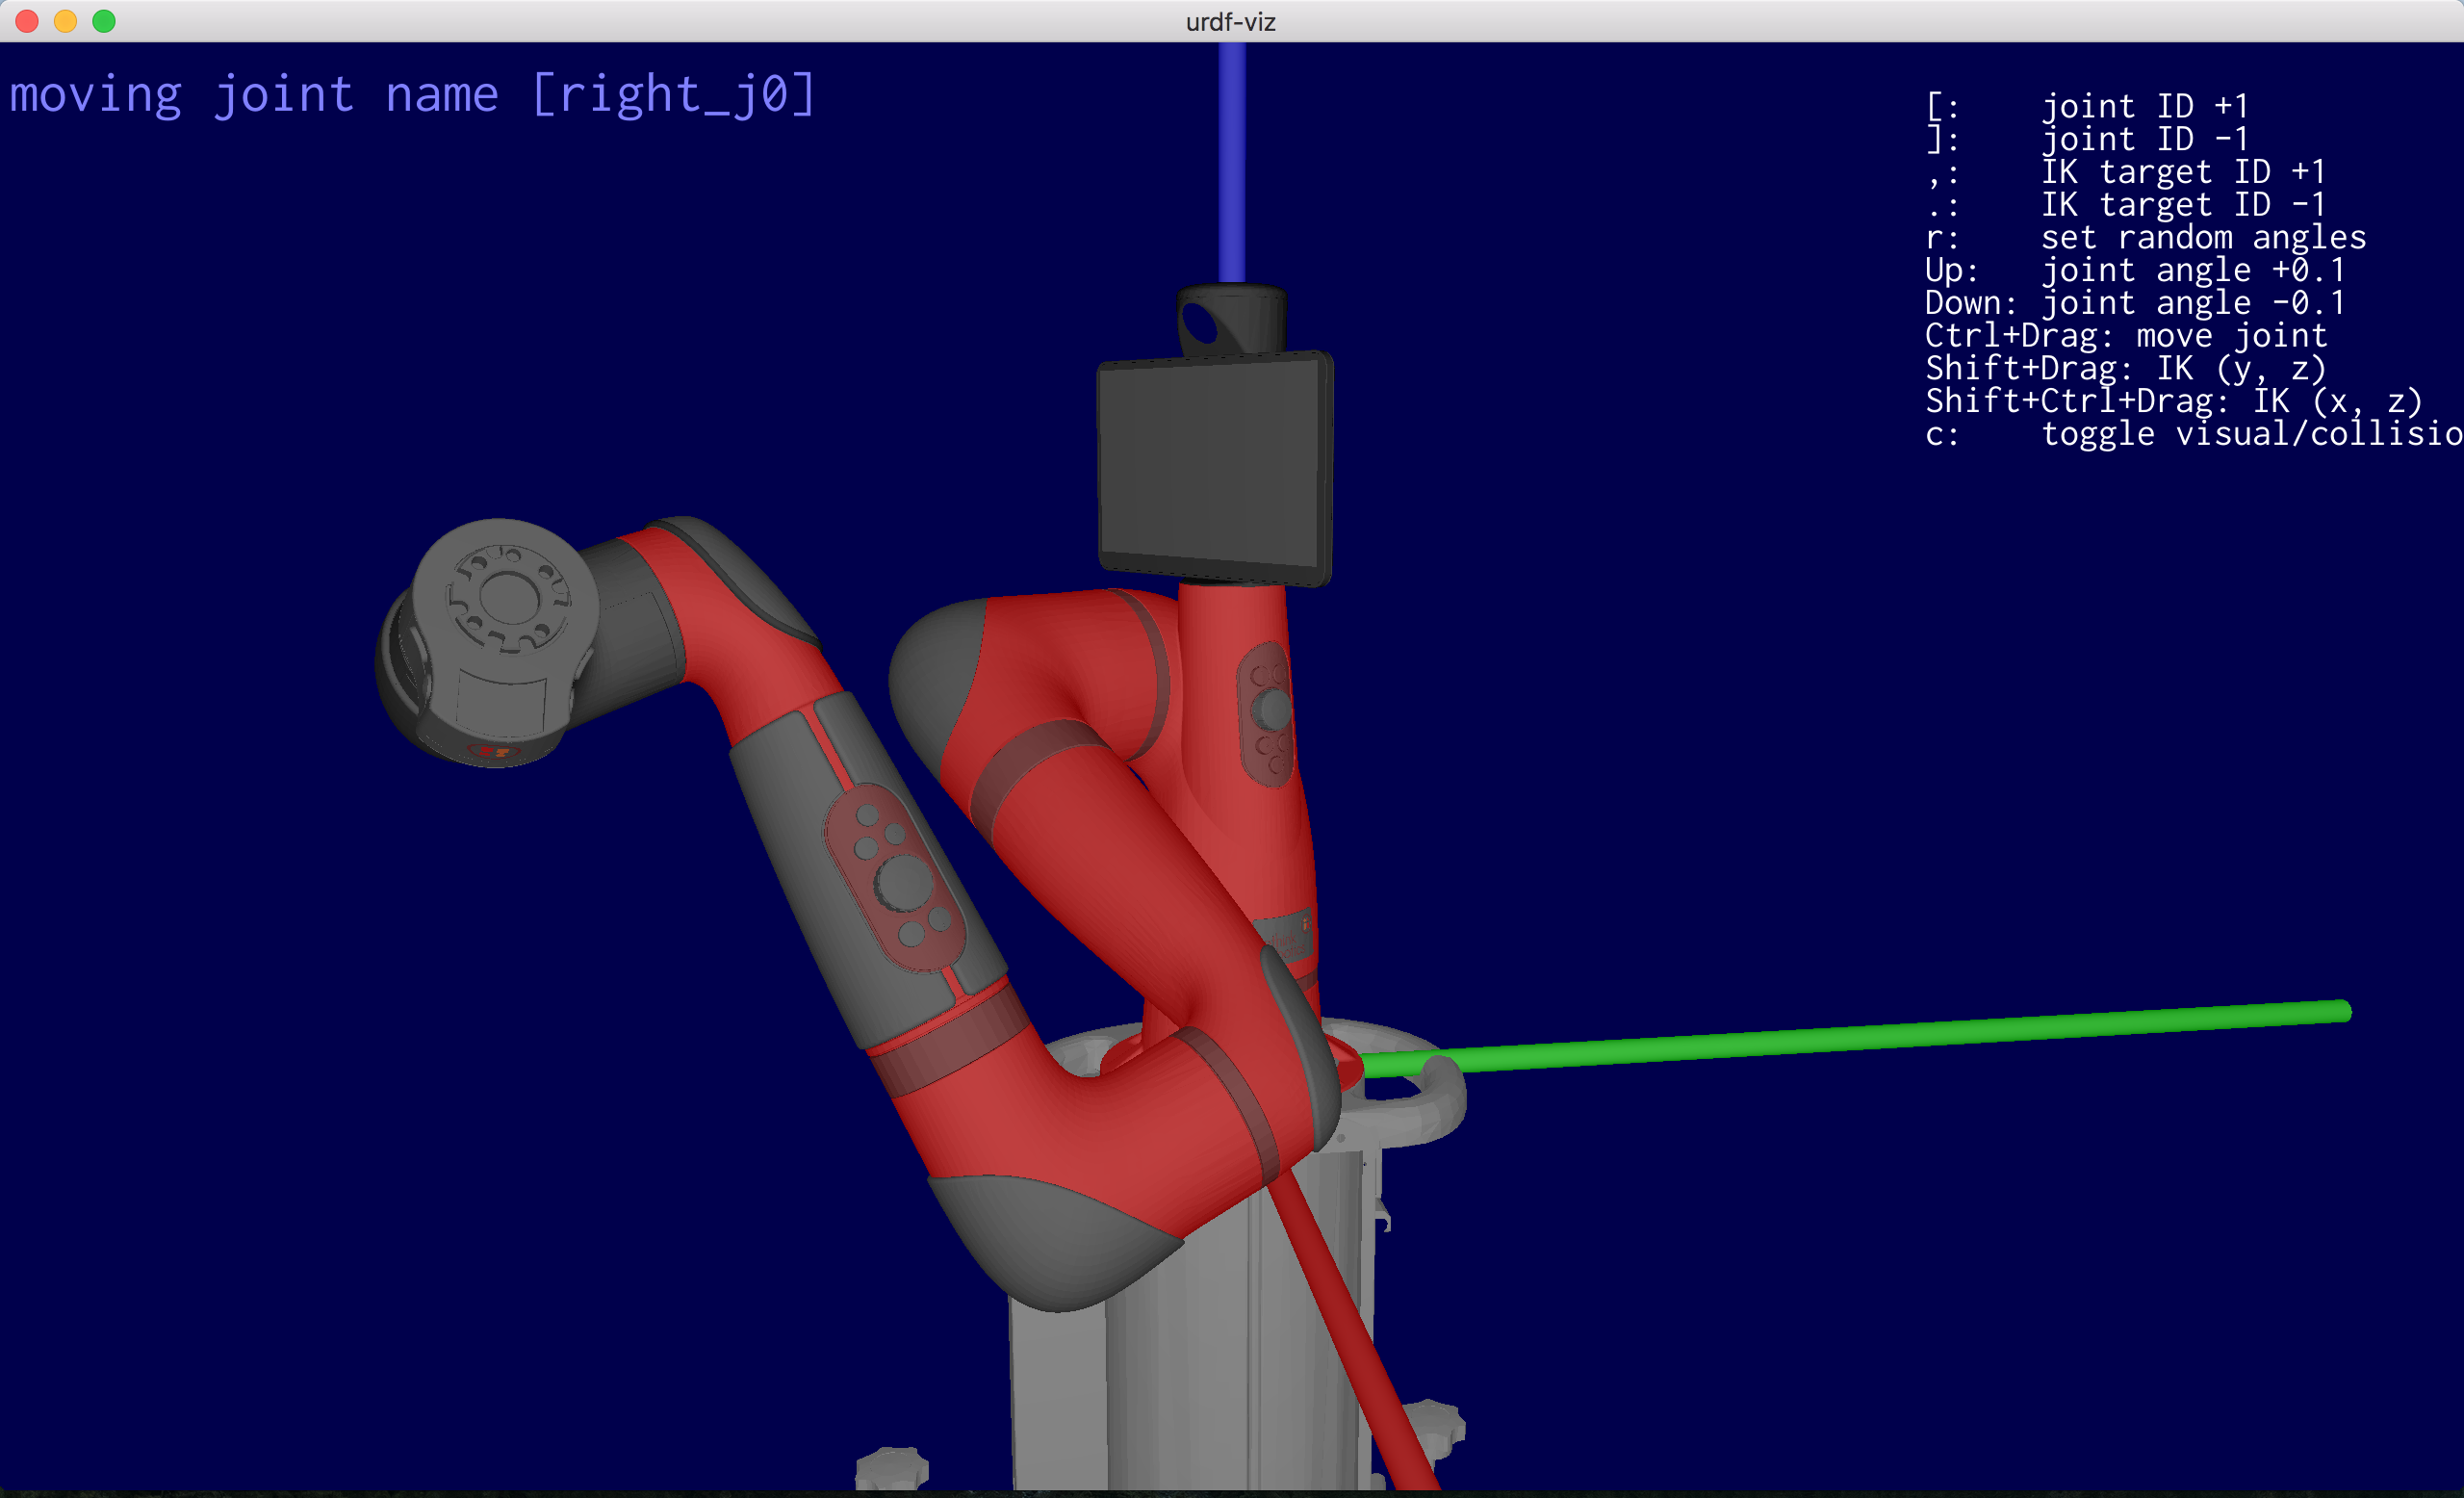 urdf-viz
moving joint name [right_j0]
[: joint ID +1
]: joint ID -1
,: IK target ID +1
.: IK target ID -1
r: set random angles
Up: joint angle +0.1
Down: joint angle -0.1
Ctrl+Drag: move joint
Shift+Drag: IK (y, z)
Shift+Ctrl+Drag: IK (x, z)
c: toggle visual/collisio